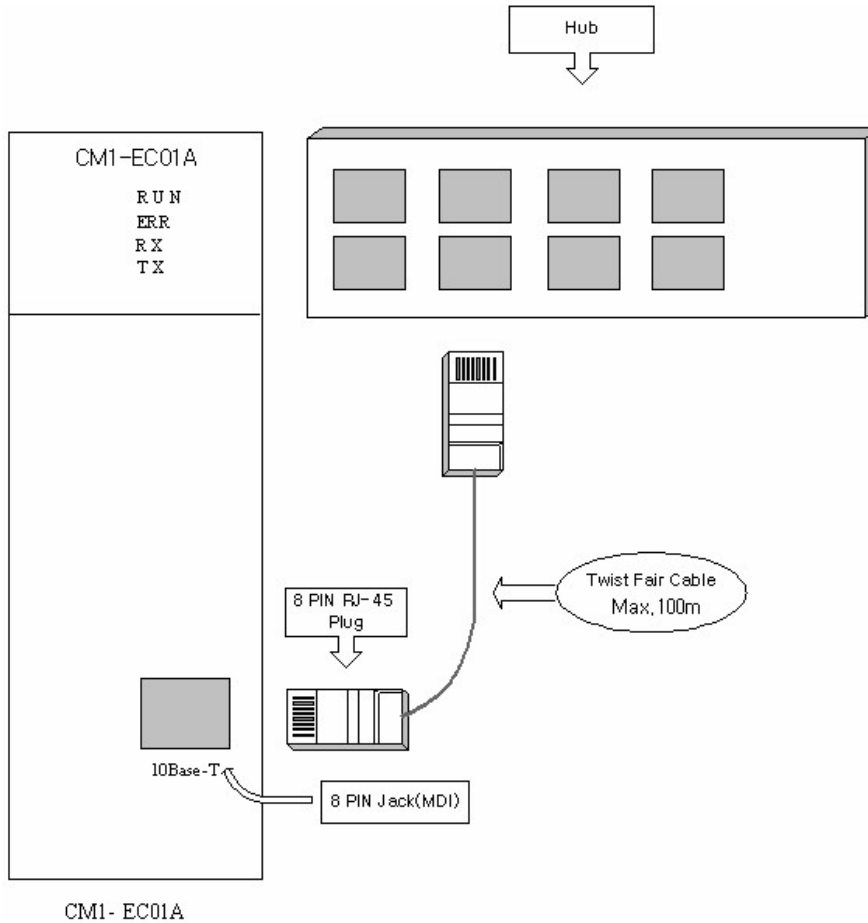 Hub
CM1-EC01A
RUN
ERR
RX
TX
8 PIN RJ-45
Plug
Twist Fair Cable
Max,100m
10Base-T
8 PIN Jack(MDI)
CM1- EC01A